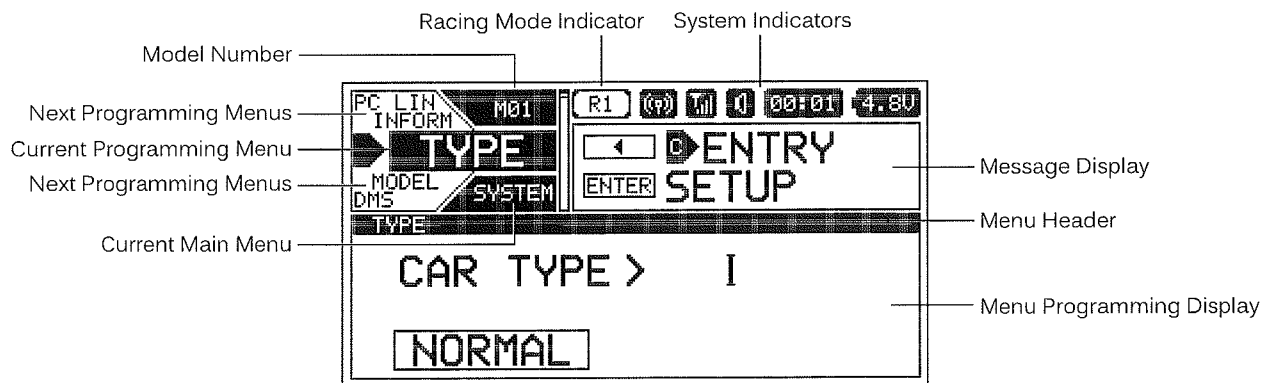 Racing Mode Indicator
System Indicators
Model Number
Next Programming Menus
Current Programming Menu
Next Programming Menus
Current Main Menu
PC LIN
INFORM
M01
TYPE
MODEL
DMS
SYSTEM
R1
00:01
4.8V
C ENTRY
ENTER SETUP
TYPE
CAR TYPE > I
NORMAL
Message Display
Menu Header
Menu Programming Display